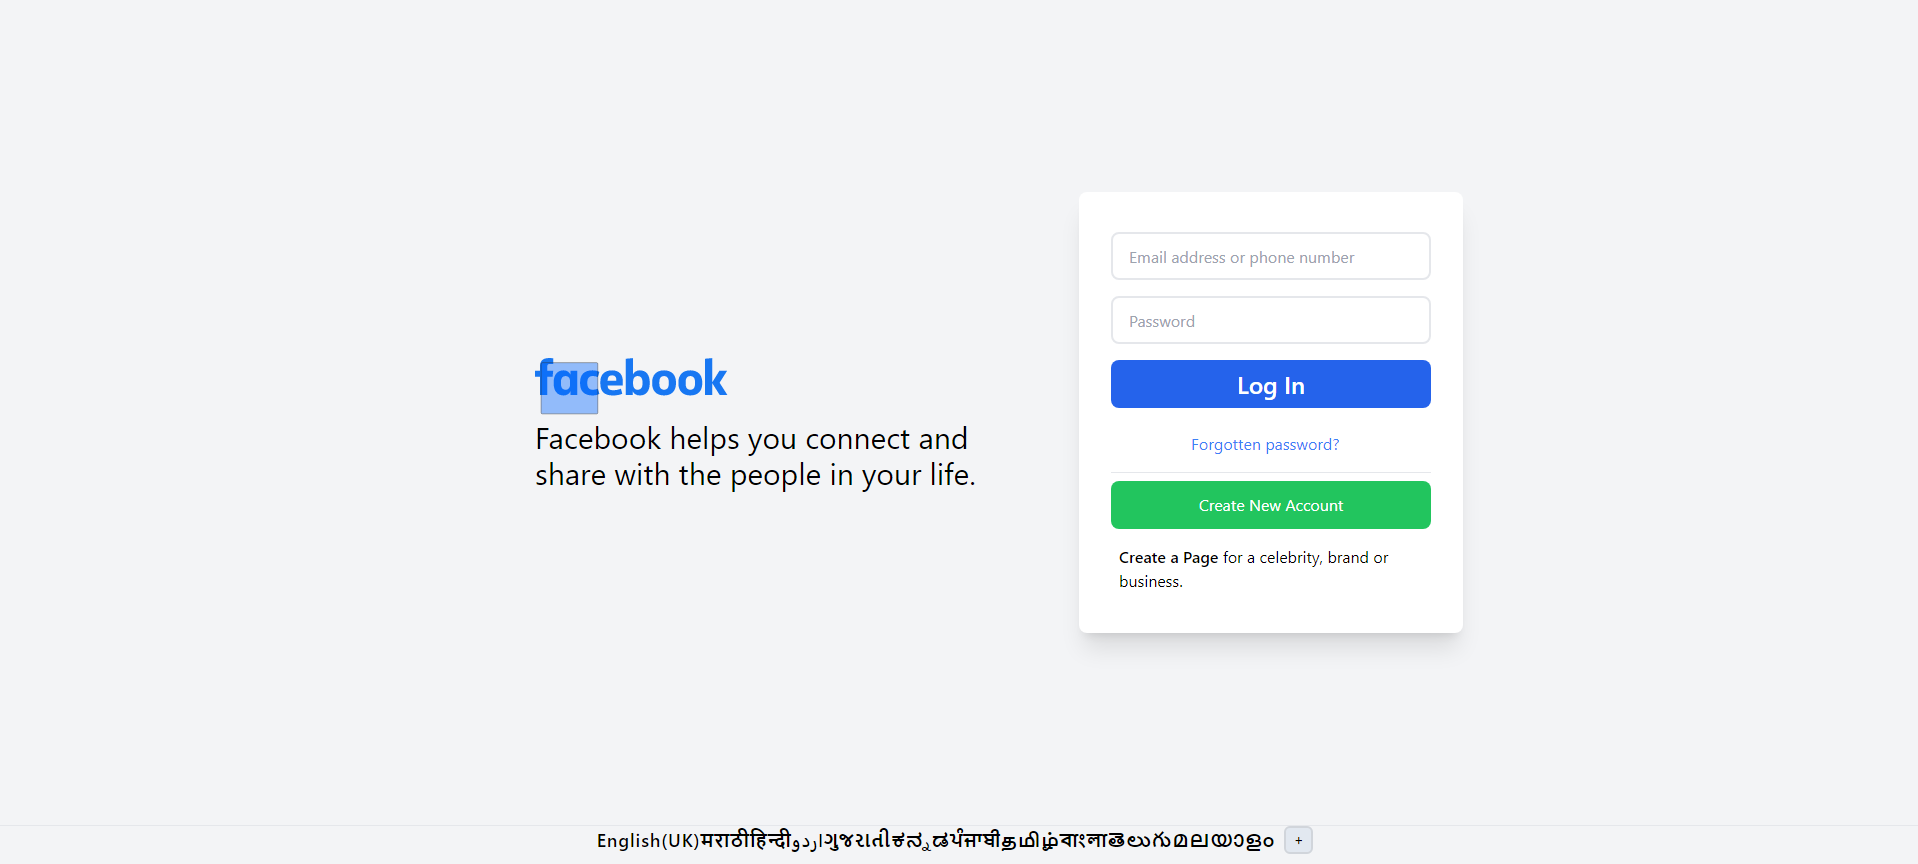 facebook
Facebook helps you connect and
share with the people in your life.
Email address or phone number
Password
Log In
Forgotten password?
Create New Account
Create a Page for a celebrity, brand or
business.
English(UK)मराठीहिन्दीاردوગુજરાતીಕನ್ನಡਪੰਜਾਬੀதமிழ்বাংলাతెలుగుമലയാളം +